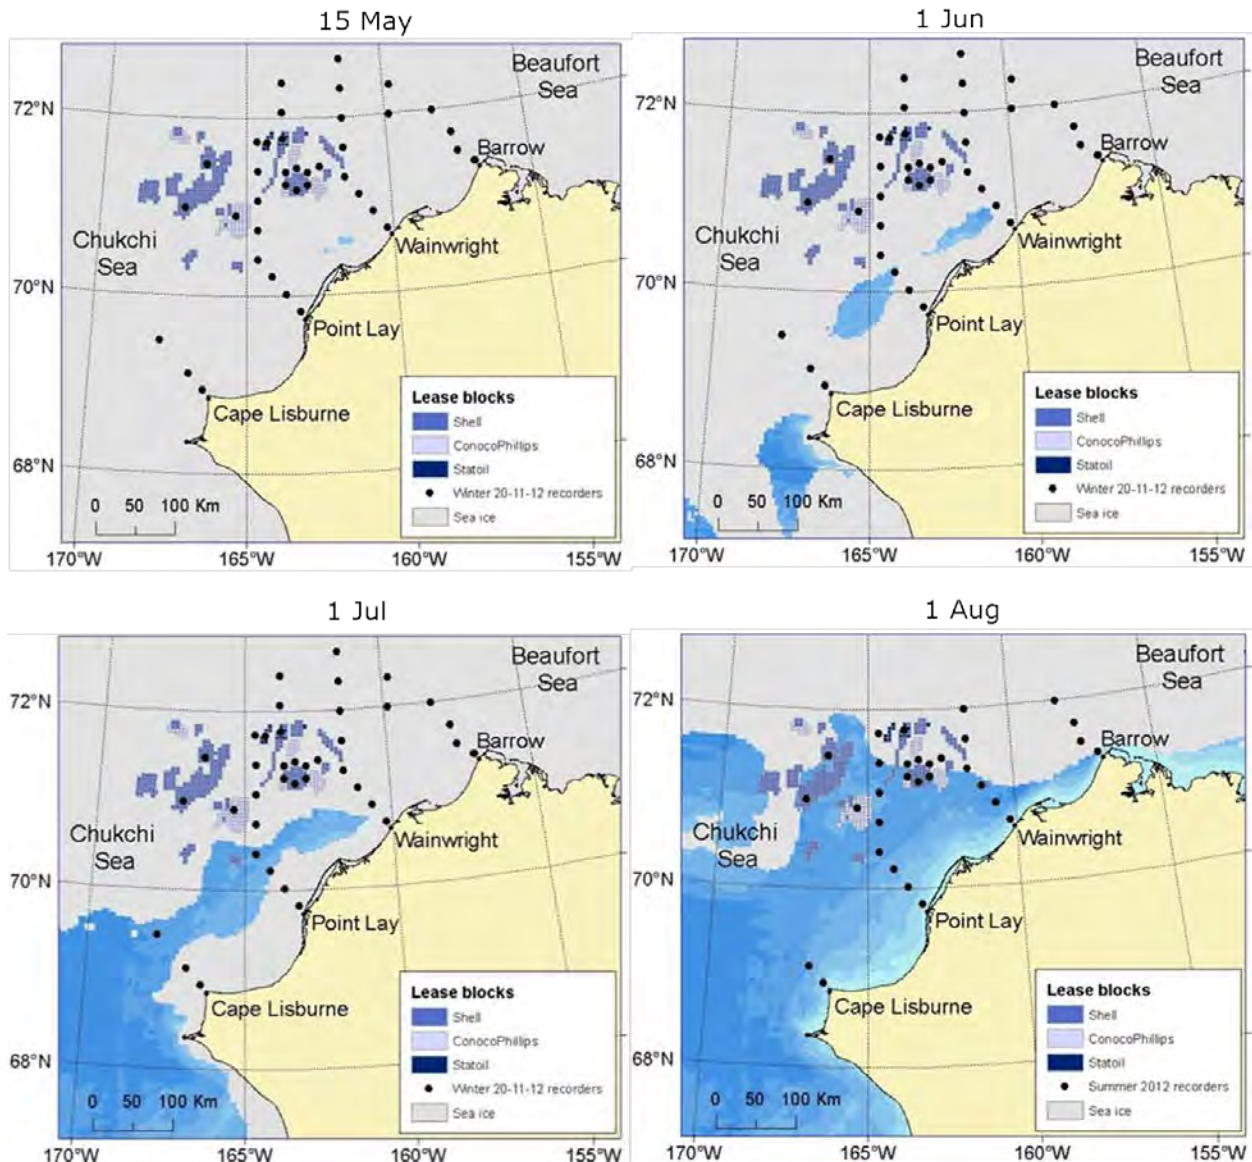 15 May
Beaufort
Sea
72°N
Barrow
Chukchi
Sea
Wainwright
70°N
Point Lay
Cape Lisburne
68°N
Lease blocks
Shell
ConocoPhillips
Statoil
Winter 20-11-12 recorders
Sea ice
0 50 100 Km
170°W 165°W 160°W 155°W
1 Jun
Beaufort
Sea
72°N
Barrow
Chukchi
Sea
Wainwright
70°N
Point Lay
Cape Lisburne
68°N
Lease blocks
Shell
ConocoPhillips
Statoil
Winter 20-11-12 recorders
Sea ice
0 50 100 Km
170°W 165°W 160°W 155°W
1 Jul
Beaufort
Sea
72°N
Barrow
Chukchi
Sea
Wainwright
70°N
Point Lay
Cape Lisburne
68°N
Lease blocks
Shell
ConocoPhillips
Statoil
Winter 20-11-12 recorders
Sea ice
0 50 100 Km
170°W 165°W 160°W 155°W
1 Aug
Beaufort
Sea
72°N
Barrow
Chukchi
Sea
Wainwright
70°N
Point Lay
Cape Lisburne
68°N
Lease blocks
Shell
ConocoPhillips
Statoil
Summer 2012 recorders
Sea ice
0 50 100 Km
170°W 165°W 160°W 155°W